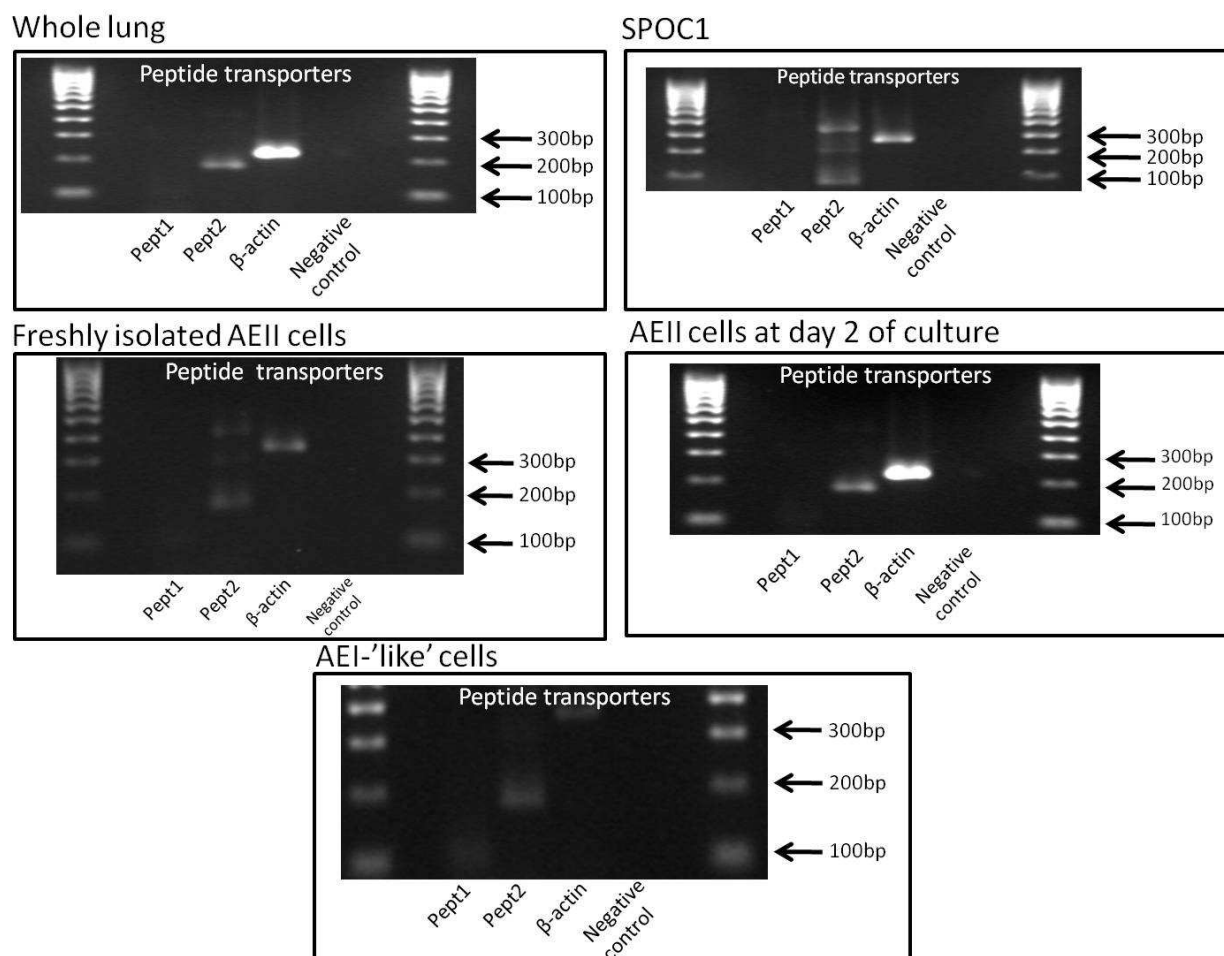 Whole lung
Peptide transporters
300bp
200bp
100bp
Pept1
Pept2
β-actin
Negative
control
SPOC1
Peptide transporters
300bp
200bp
100bp
Pept1
Pept2
β-actin
Negative
control
Freshly isolated AEII cells
Peptide transporters
300bp
200bp
100bp
Pept1
Pept2
β-actin
Negative
control
AEII cells at day 2 of culture
Peptide transporters
300bp
200bp
100bp
Pept1
Pept2
β-actin
Negative
control
AEI-'like' cells
Peptide transporters
300bp
200bp
100bp
Pept1
Pept2
β-actin
Negative
control